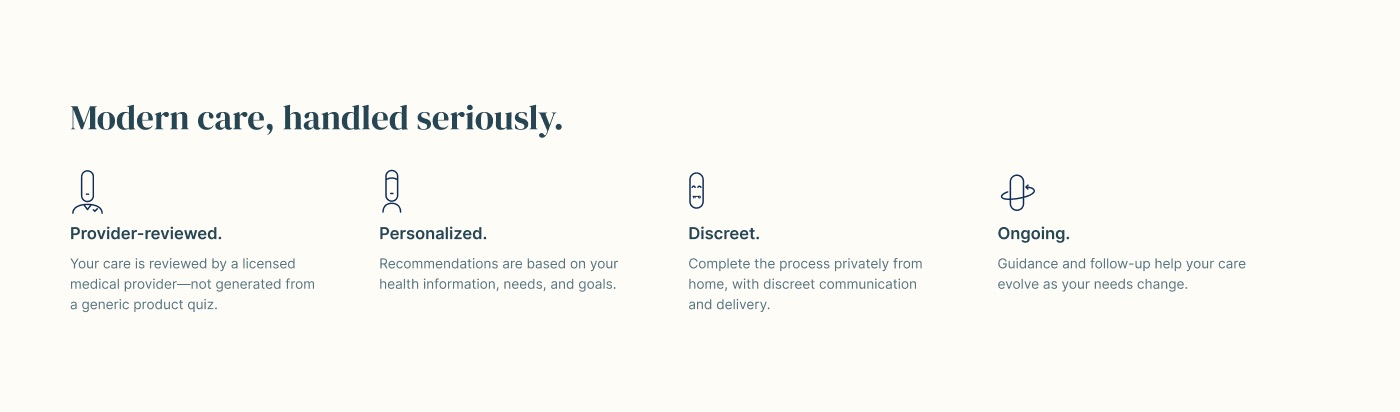 Modern care, handled seriously.
Provider-reviewed.
Your care is reviewed by a licensed
medical provider—not generated from
a generic product quiz.
Personalized.
Recommendations are based on your
health information, needs, and goals.
Discreet.
Complete the process privately from
home, with discreet communication
and delivery.
Ongoing.
Guidance and follow-up help your care
evolve as your needs change.